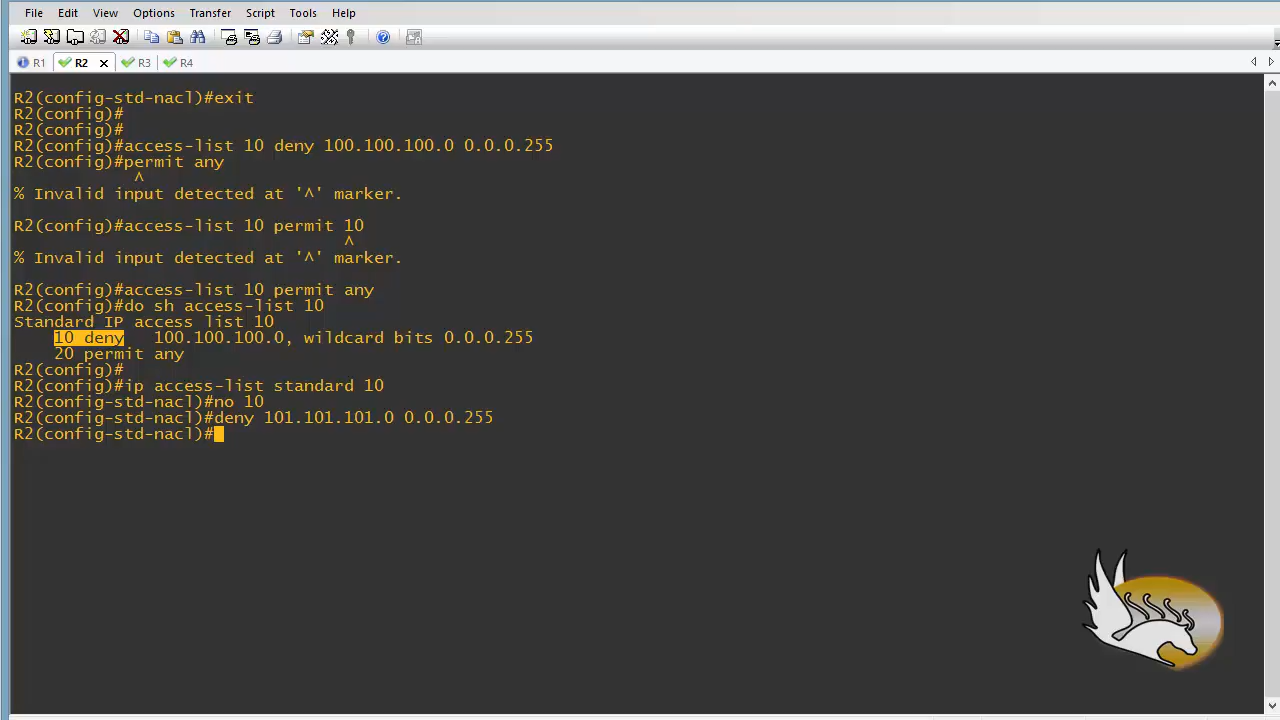 File Edit View Options Transfer Script Tools Help
R1 R2 R3 R4
R2(config-std-nacl)#exit
R2(config)#
R2(config)#
R2(config)#access-list 10 deny 100.100.100.0 0.0.0.255
R2(config)#permit any
^
% Invalid input detected at '^' marker.
R2(config)#access-list 10 permit 10
^
% Invalid input detected at '^' marker.
R2(config)#access-list 10 permit any
R2(config)#do sh access-list 10
Standard IP access list 10
10 deny   100.100.100.0, wildcard bits 0.0.0.255
20 permit any
R2(config)#
R2(config)#ip access-list standard 10
R2(config-std-nacl)#no 10
R2(config-std-nacl)#deny 101.101.101.0 0.0.0.255
R2(config-std-nacl)#